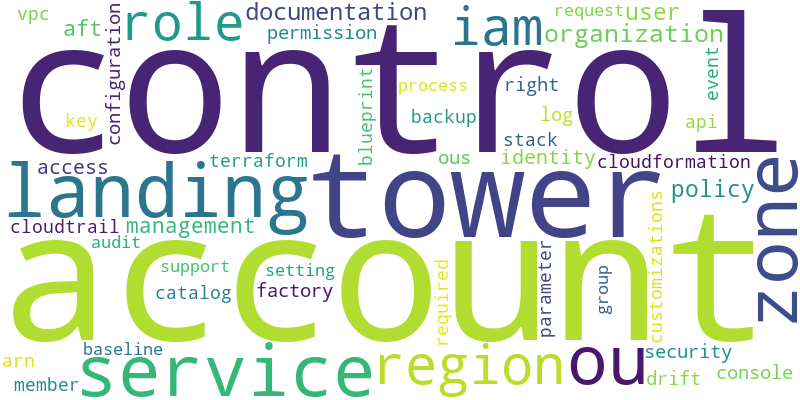 vpc
aft
role
documentation
permission
iam
request
user
organization
configuration
control
key
blueprint
process
backup
right
stack
log
api
event
access
terraform
ous
identity
cloudformation
landing
tower
policy
zone
cloudtrail
management
audit
account
support
setting
catalog
factory
required
parameter
group
customizations
baseline
arn
member
service
region
ou
security
drift
console